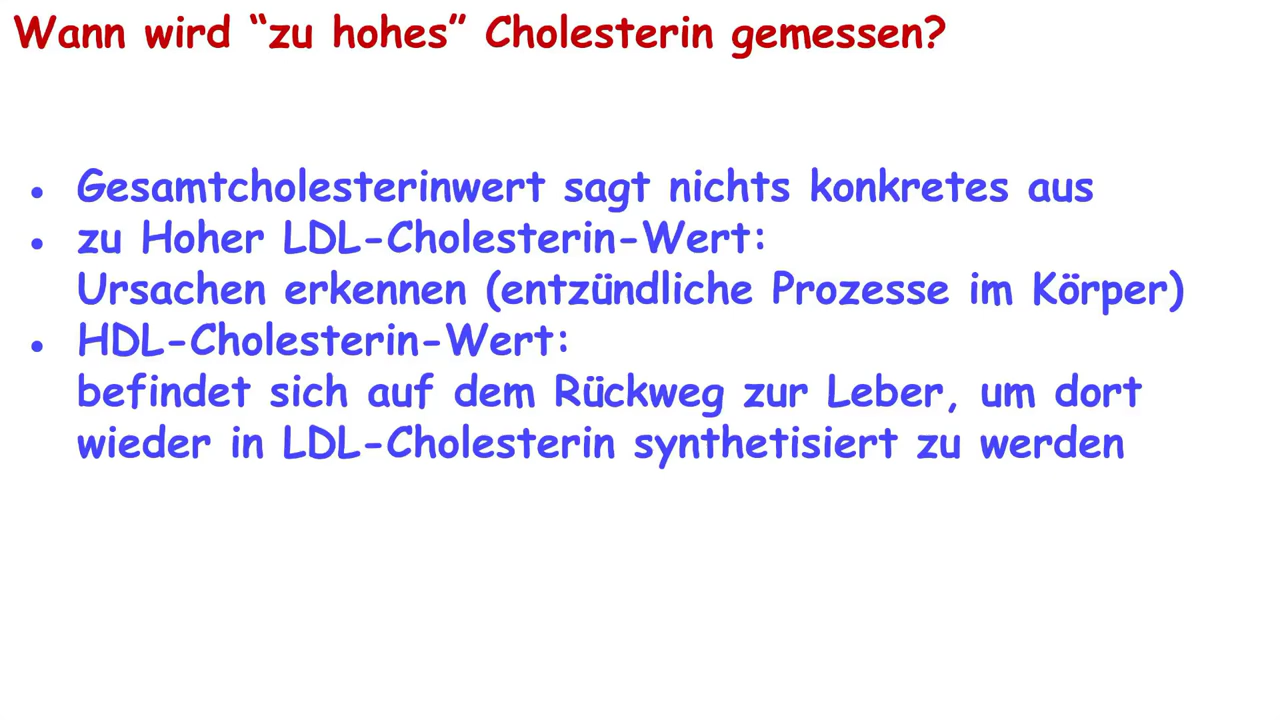 Wann wird “zu hohes” Cholesterin gemessen?
● Gesamtcholesterinwert sagt nichts konkretes aus
● zu Hoher LDL-Cholesterin-Wert:
Ursachen erkennen (entzündliche Prozesse im Körper)
● HDL-Cholesterin-Wert:
befindet sich auf dem Rückweg zur Leber, um dort
wieder in LDL-Cholesterin synthetisiert zu werden